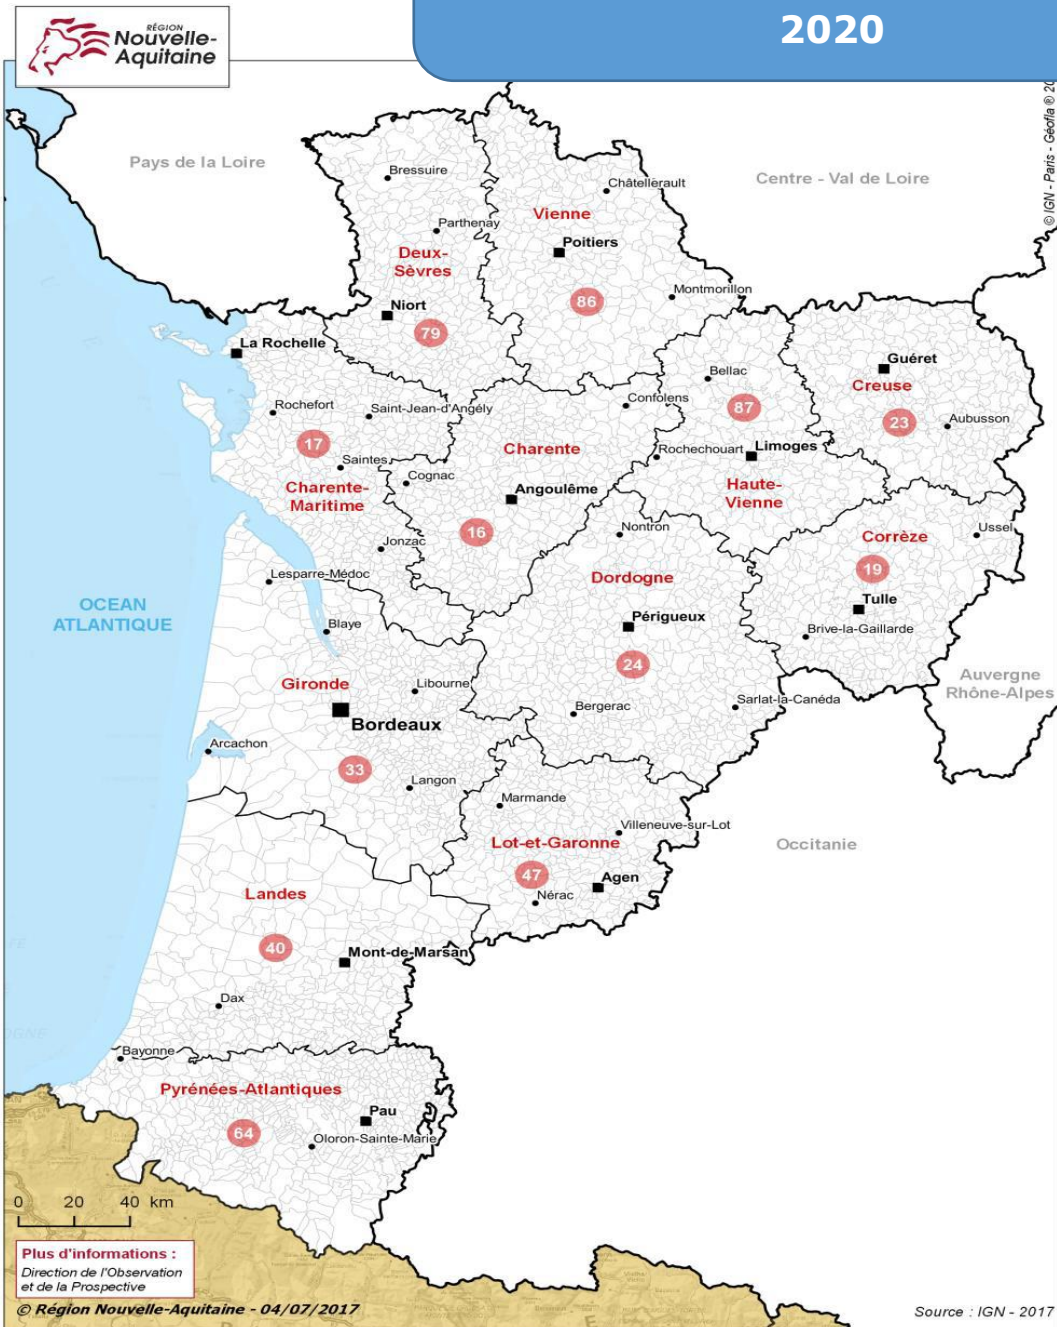 RÉGION
Nouvelle-
Aquitaine
2020
© IGN - Paris - Géofla ® 20
Pays de la Loire
Centre - Val de Loire
Bressuire
Châtellerault
Vienne
Parthenay
Poitiers
Deux-
Sèvres
Montmorillon
86
Niort
79
La Rochelle
Guéret
Bellac
Creuse
Confolens
Rochefort
Saint-Jean-d'Angély
87
Aubusson
23
17
Charente
Limoges
Rochechouart
Saintes
Cognac
Haute-
Vienne
Charente-
Maritime
Angoulême
Nontron
Ussel
16
Corrèze
Jonzac
19
Lesparre-Médoc
Dordogne
OCEAN
ATLANTIQUE
Tulle
Périgueux
Blaye
Brive-la-Gaillarde
24
Auvergne
Rhône-Alpes
Gironde
Libourne
Sarlat-la-Canéda
Bergerac
Bordeaux
Arcachon
33
Langon
Marmande
Villeneuve-sur-Lot
Lot-et-Garonne
Occitanie
47
Agen
Landes
Nérac
40
Mont-de-Marsan
Dax
Bayonne
Pyrénées-Atlantiques
Pau
64
Oloron-Sainte-Marie
0 20 40 km
Plus d'informations :
Direction de l'Observation
et de la Prospective
© Région Nouvelle-Aquitaine - 04/07/2017
Source : IGN - 2017